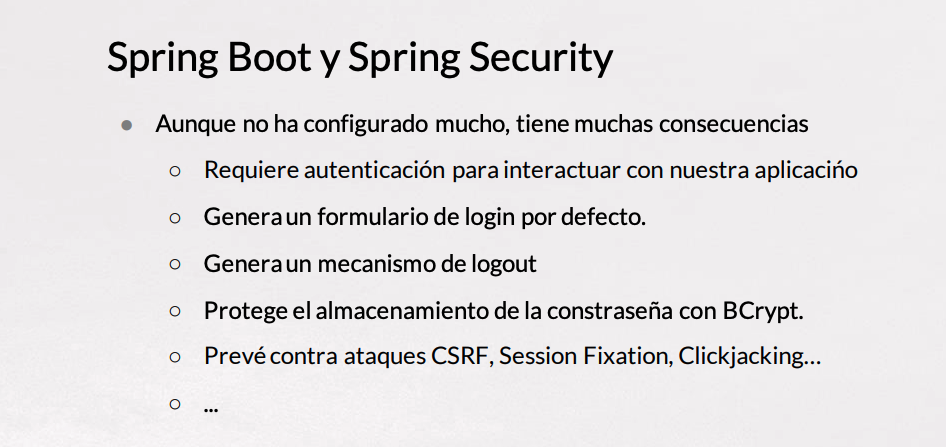 Spring Boot y Spring Security
● Aunque no ha configurado mucho, tiene muchas consecuencias
○ Requiere autenticación para interactuar con nuestra aplicaciño
○ Genera un formulario de login por defecto.
○ Genera un mecanismo de logout
○ Protege el almacenamiento de la constraseña con BCrypt.
○ Prevé contra ataques CSRF, Session Fixation, Clickjacking...
○ ...